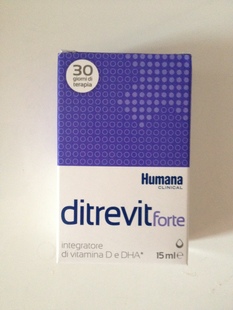 30
giorni di
terapia
Humana
CLINICAL
ditrevit forte
integratore
di vitamina D e DHA*
15 ml e